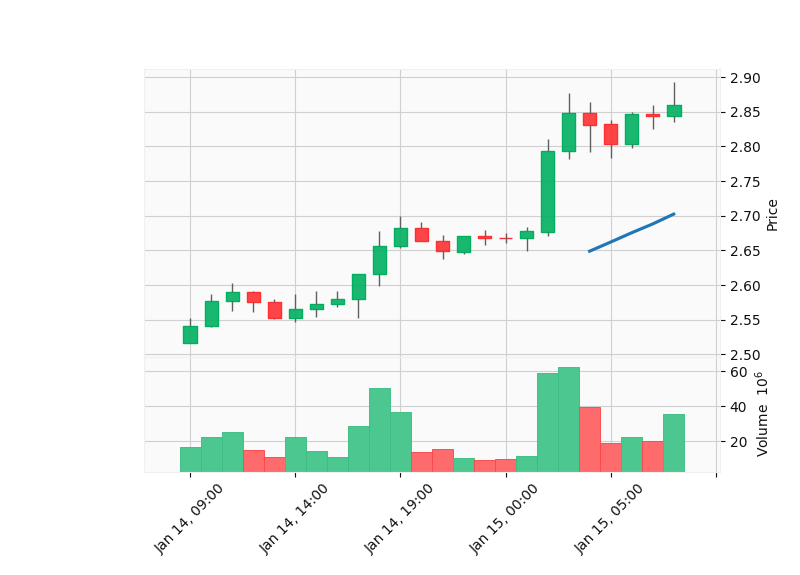 2.90
2.85
2.80
2.75
2.70
2.65
2.60
2.55
2.50
Price
60
40
20
Volume 10^6
Jan 14, 09:00
Jan 14, 14:00
Jan 14, 19:00
Jan 15, 00:00
Jan 15, 05:00